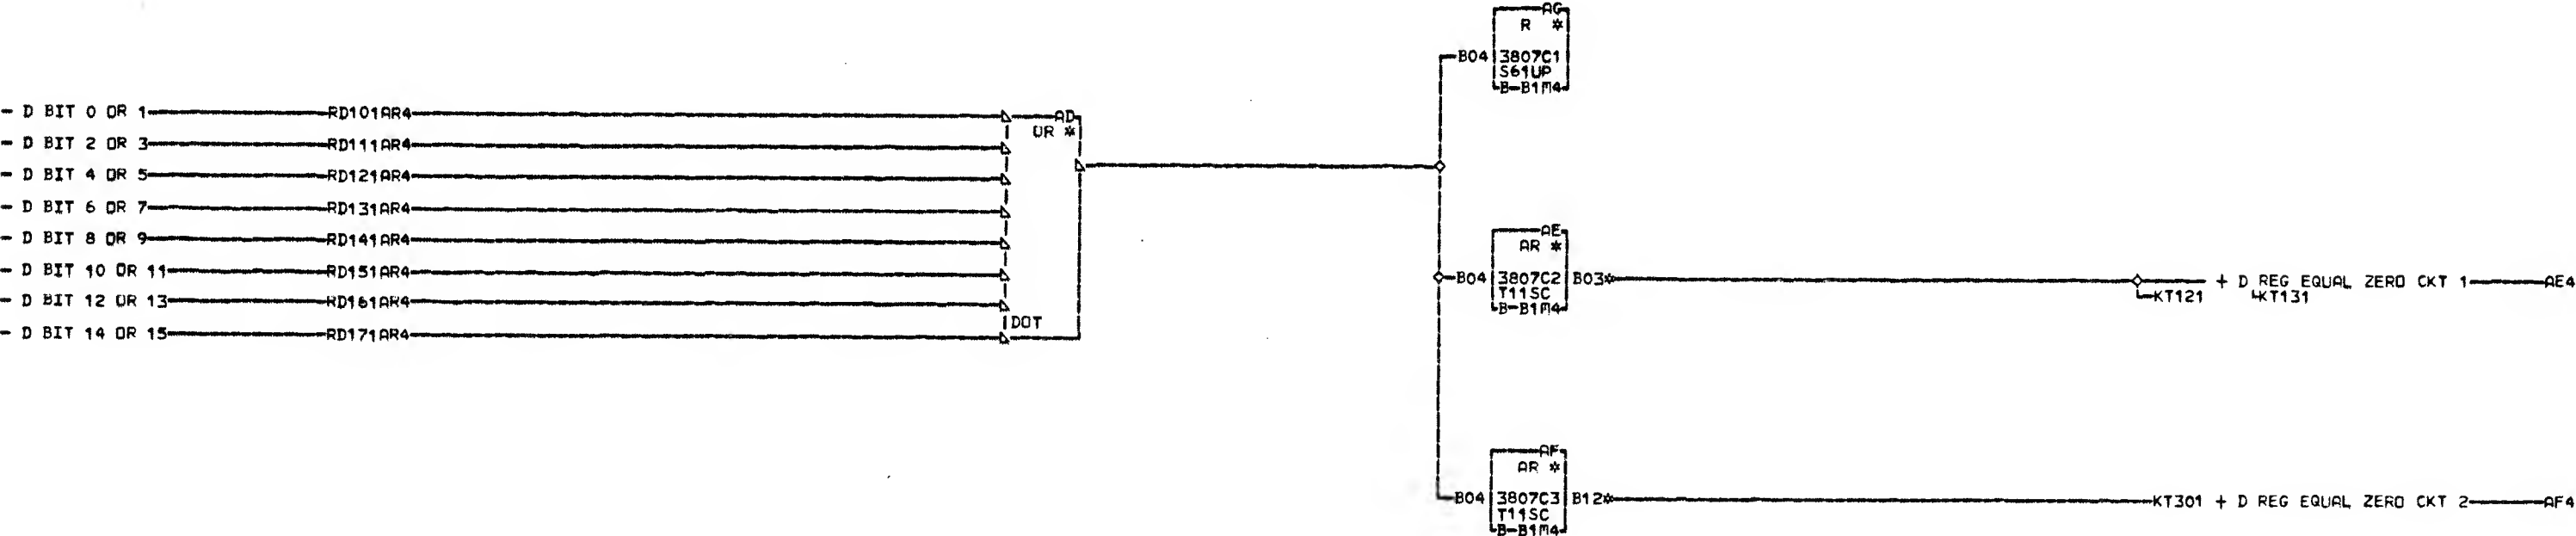 AG
R *
B04 3807C1
S61UP
B-B1M4
- D BIT 0 OR 1 RD101AR4
AD
OR *
- D BIT 2 OR 3 RD111AR4
- D BIT 4 OR 5 RD121AR4
- D BIT 6 OR 7 RD131AR4
- D BIT 8 OR 9 RD141AR4
- D BIT 10 OR 11 RD151AR4
- D BIT 12 OR 13 RD161AR4
DOT
- D BIT 14 OR 15 RD171AR4
AE
AR *
B04 3807C2 B03* + D REG EQUAL ZERO CKT 1 AE4
T11SC KT121 KT131
B-B1M4
AF
AR *
B04 3807C3 B12* KT301 + D REG EQUAL ZERO CKT 2 AF4
T11SC
B-B1M4